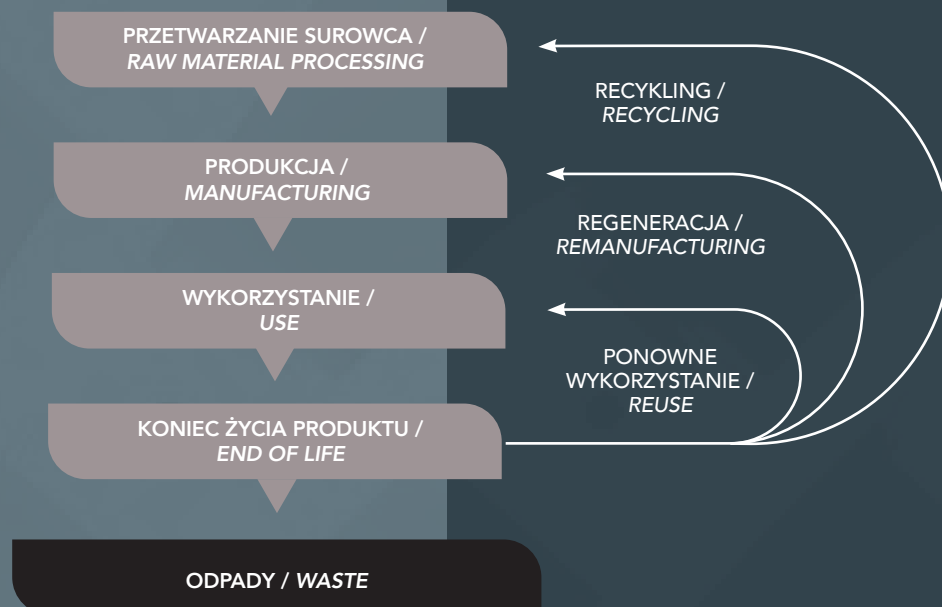 PRZETWARZANIE SUROWCA /
RAW MATERIAL PROCESSING
RECYKLING /
RECYCLING
PRODUKCJA /
MANUFACTURING
REGENERACJA /
REMANUFACTURING
WYKORZYSTANIE /
USE
PONOWNE
WYKORZYSTANIE /
REUSE
KONIEC ŻYCIA PRODUKTU /
END OF LIFE
ODPADY / WASTE